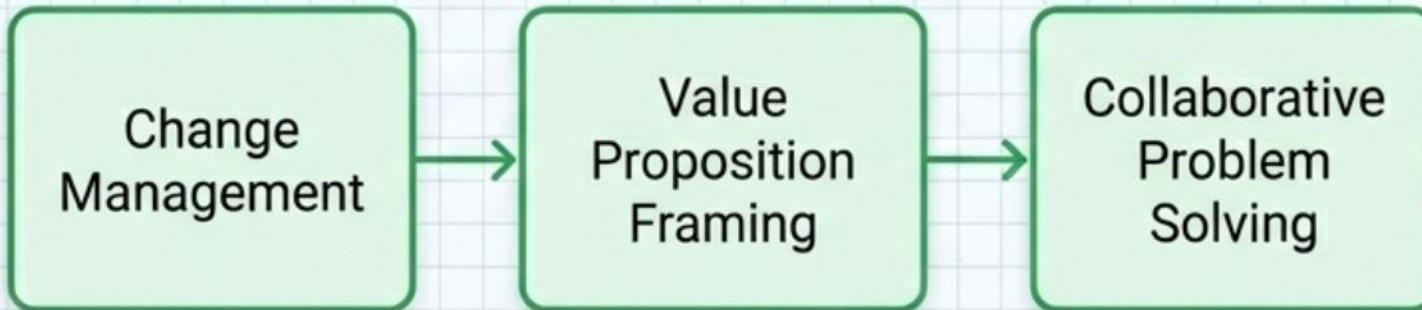 Change
Management
Value
Proposition
Framing
Collaborative
Problem
Solving